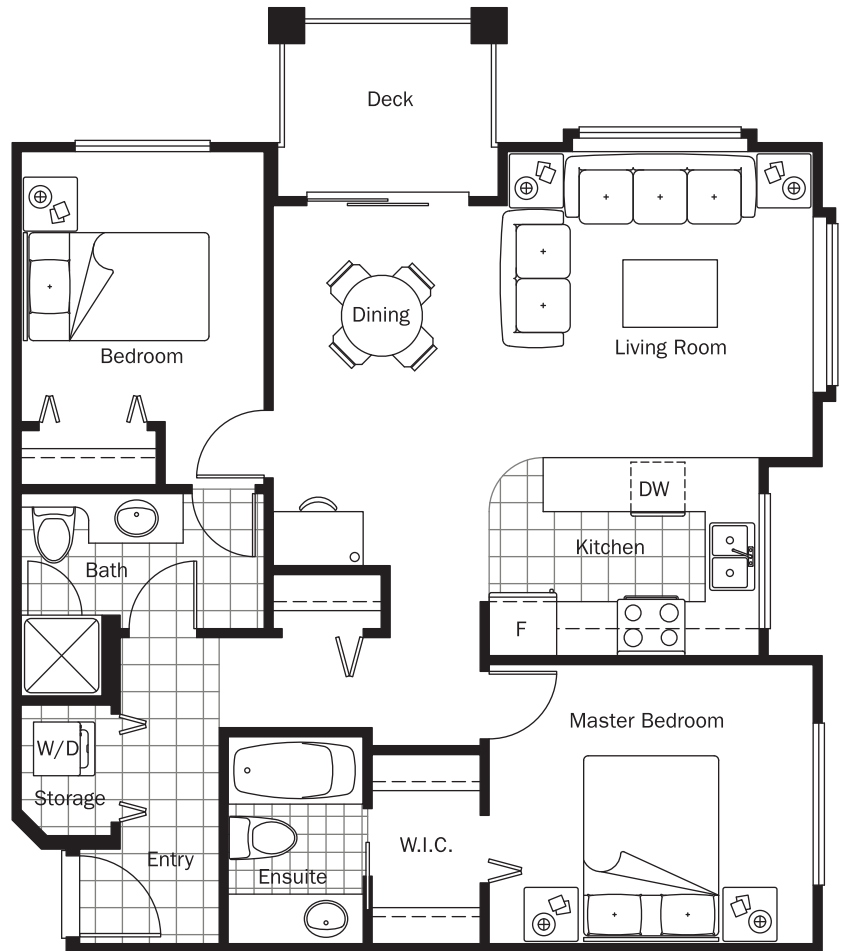 Deck
Dining
Living Room
Bedroom
DW
Kitchen
Bath
F
Master Bedroom
W/D
Storage
W.I.C.
Entry
Ensuite